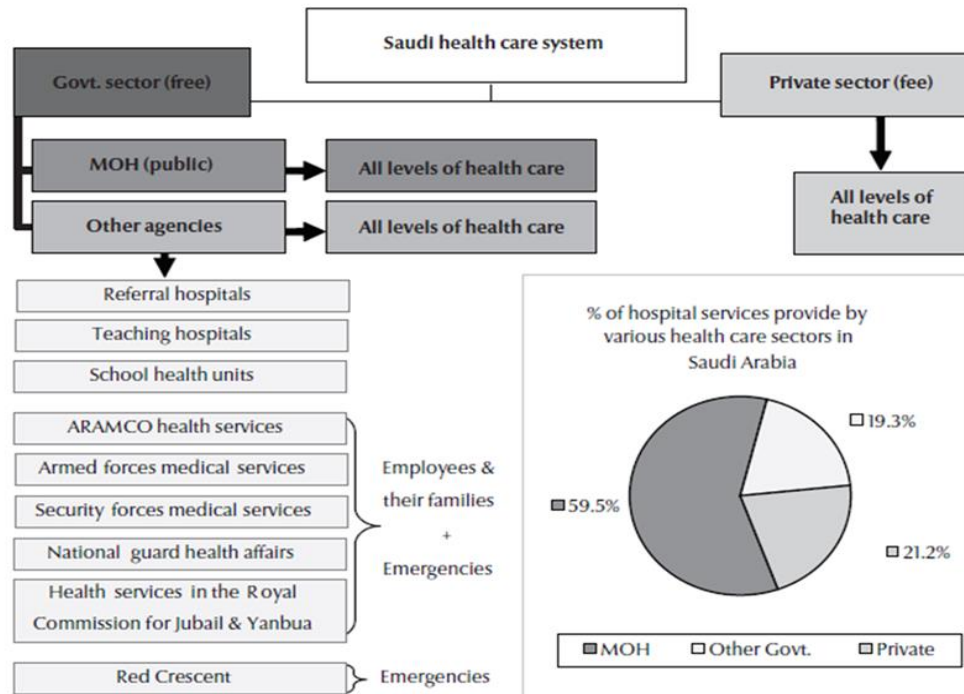 Saudi health care system
Govt. sector (free)
Private sector (fee)
MOH (public)
All levels of health care
Other agencies
All levels of health care
All levels of
health care
Referral hospitals
Teaching hospitals
School health units
ARAMCO health services
Armed forces medical services
Security forces medical services
National guard health affairs
Health services in the Royal
Commission for Jubail & Yanbua
Employees &
their families
+
Emergencies
Red Crescent
Emergencies
% of hospital services provide by
various health care sectors in
Saudi Arabia
19.3%
59.5%
21.2%
MOH
Other Govt.
Private